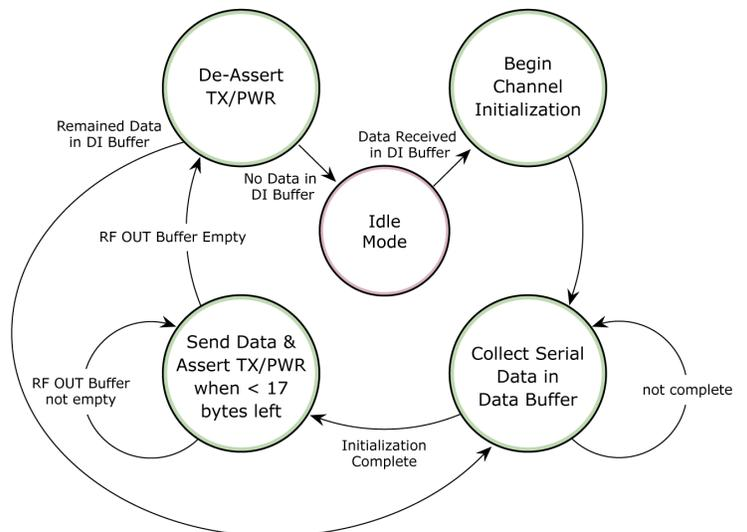 De-Assert
TX/PWR
Begin
Channel
Initialization
Remained Data
in DI Buffer
Data Received
in DI Buffer
No Data in
DI Buffer
Idle
Mode
RF OUT Buffer Empty
Send Data &
Assert TX/PWR
when < 17
bytes left
Collect Serial
Data in
Data Buffer
RF OUT Buffer
not empty
not complete
Initialization
Complete